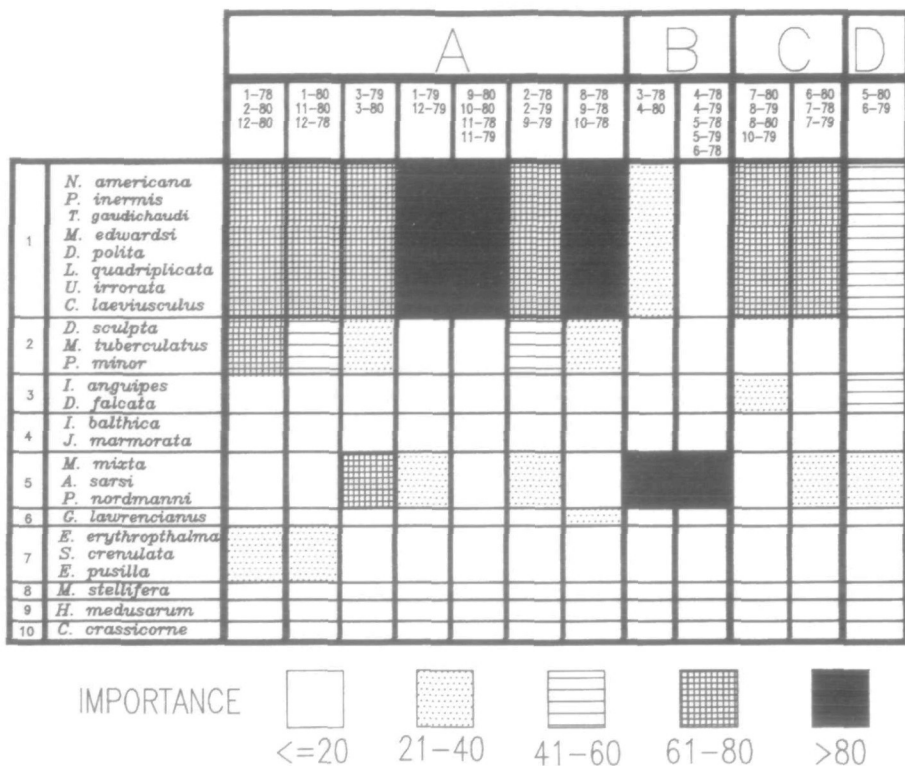 A B C D
1-78 1-80 3-79 1-79 9-80 2-78 8-78 3-78 4-78 7-80 6-80 5-80
2-80 11-80 3-80 12-79 10-80 2-79 9-78 4-80 4-79 8-79 7-78 6-79
12-80 12-78 11-78 9-79 10-78 5-78 8-80 7-79
11-79 5-79 10-79
6-78
N. americana
P. inermis
T. gaudichaudi
1 M. edwardsi
D. polita
L. quadriplicata
U. irrorata
C. laeviusculus
D. sculpta
2 M. tuberculatus
P. minor
3 I. anguipes
D. falcata
4 I. balthica
J. marmorata
M. mixta
5 A. sarsi
P. nordmanni
6 G. lawrencianus
E. erythropthalma
7 S. crenulata
E. pusilla
8 M. stellifera
9 H. medusarum
10 C. crassicorne
IMPORTANCE
<=20 21-40 41-60 61-80 >80